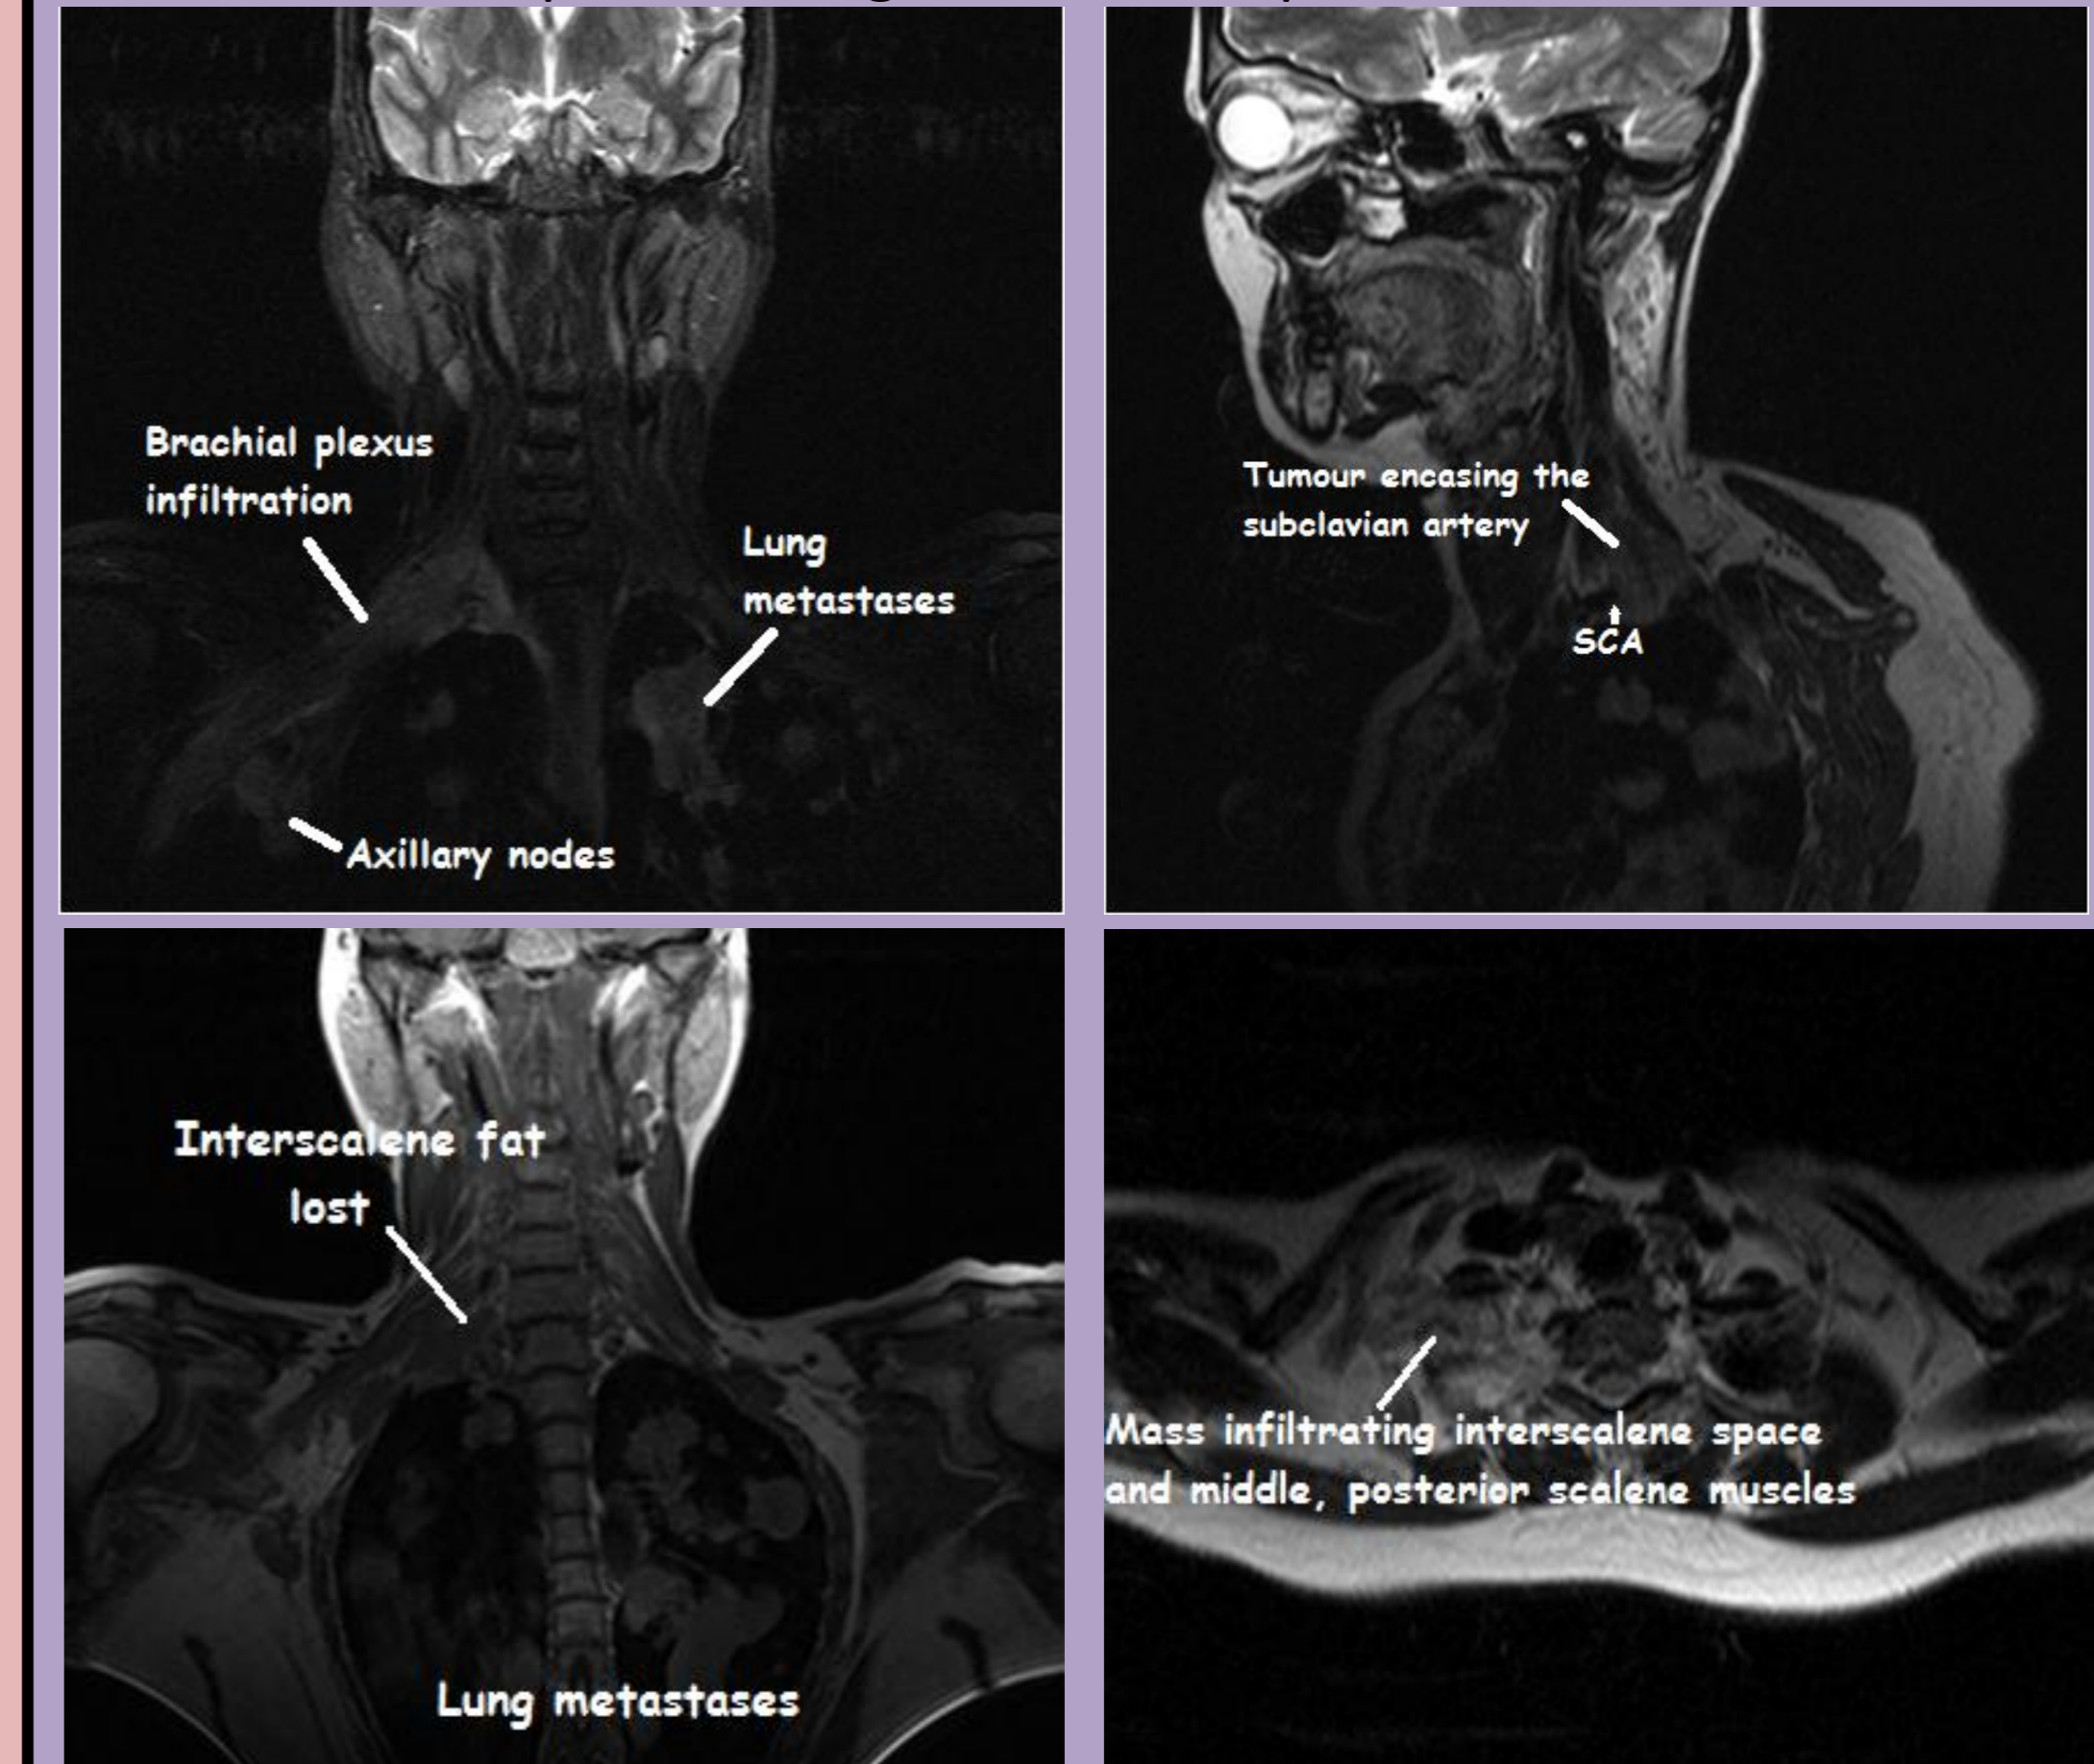 Brachial plexus
infiltration
Lung
metastases
Axillary nodes
Tumour encasing the
subclavian artery
SCA
Interscalene fat
lost
Lung metastases
Mass infiltrating interscalene space
and middle, posterior scalene muscles